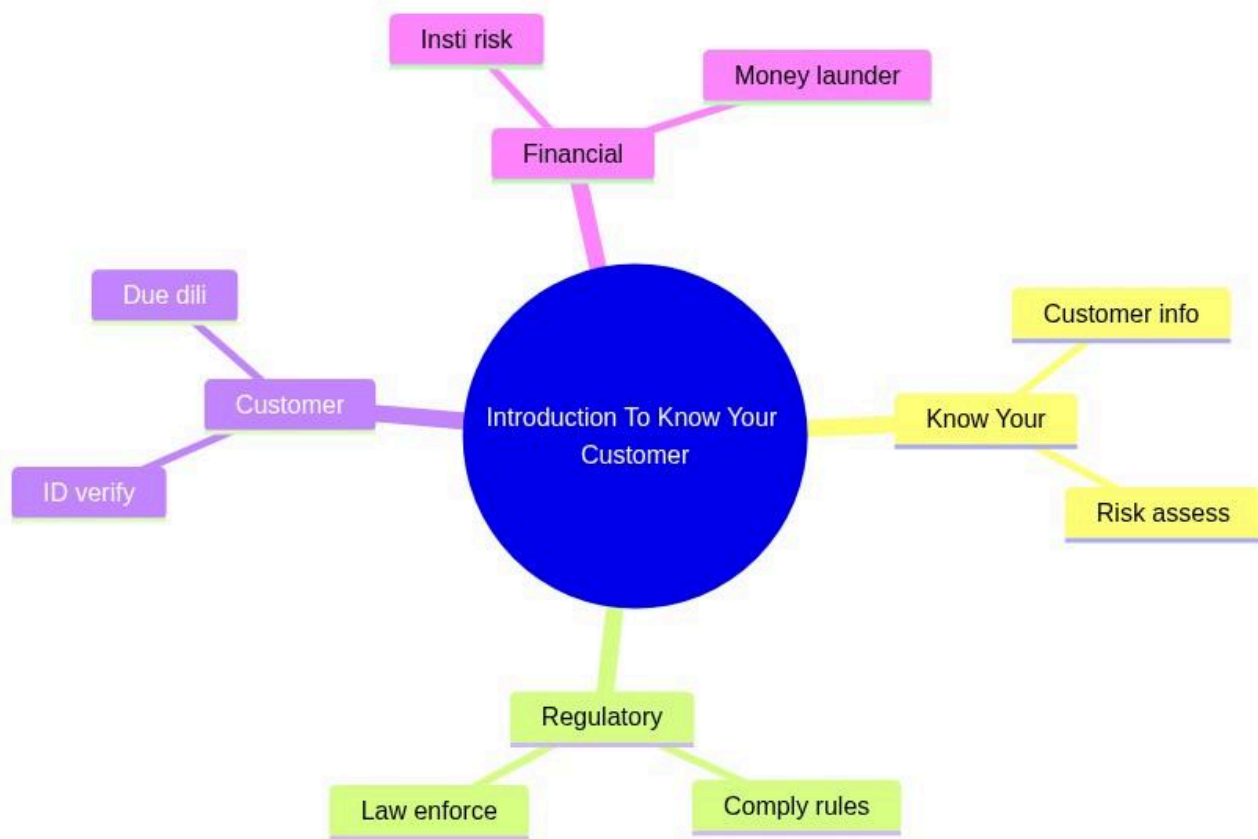 Insti risk
Money launder
Financial
Due dili
Customer info
Customer
Introduction To Know Your
Customer
Know Your
ID verify
Risk assess
Regulatory
Law enforce
Comply rules